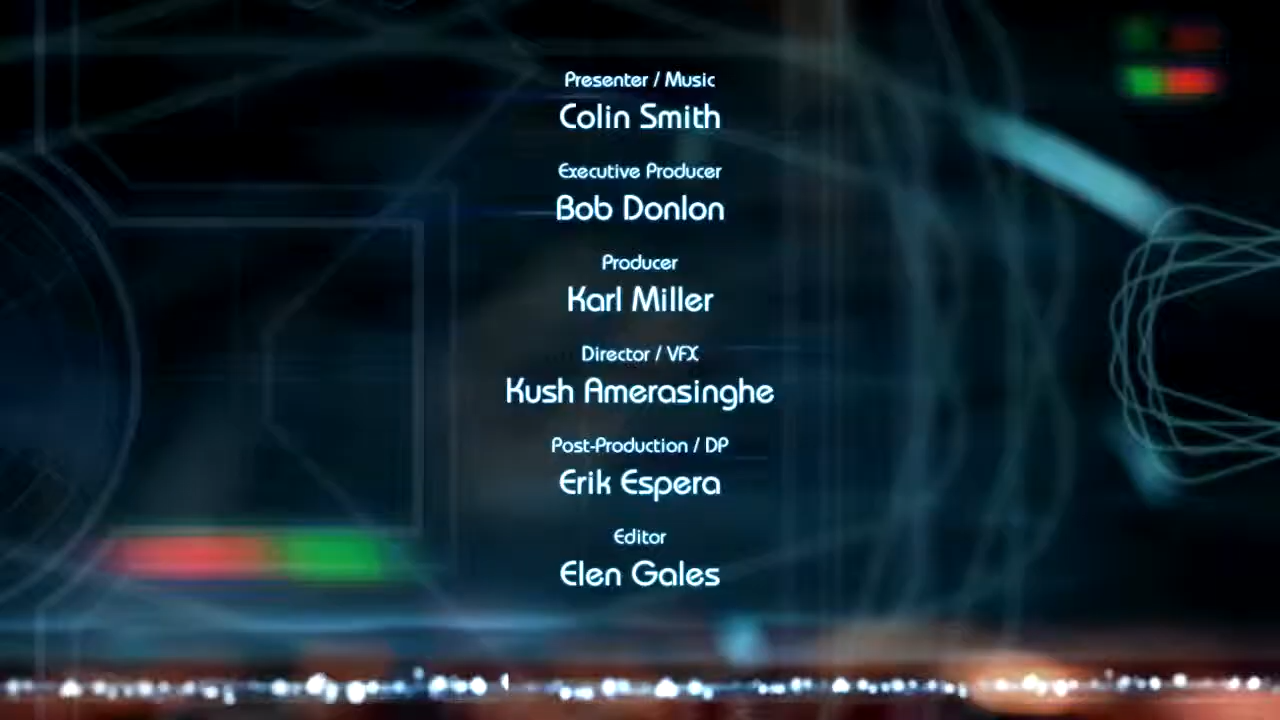 Presenter / Music
Colin Smith
Executive Producer
Bob Donlon
Producer
Karl Miller
Director / VFX
Kush Amerasinghe
Post-Production / DP
Erik Espera
Editor
Elen Gales